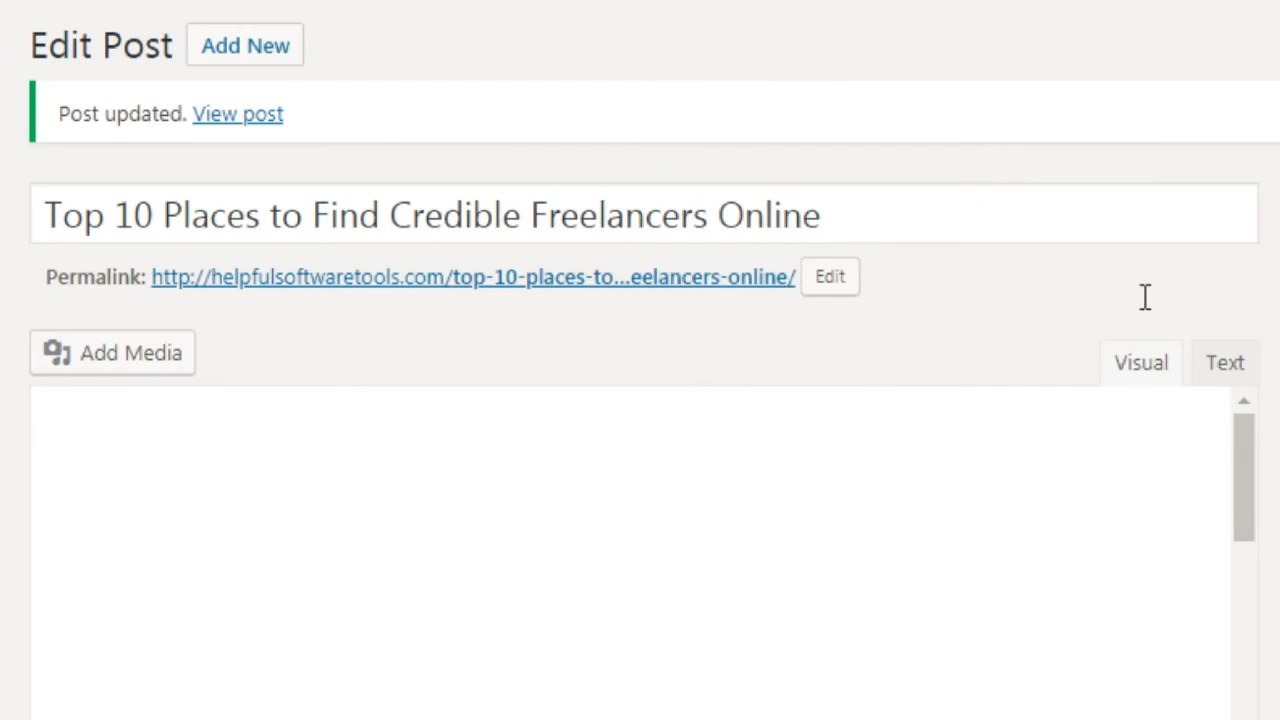 Edit Post Add New
Post updated. View post
Top 10 Places to Find Credible Freelancers Online
Permalink: http://helpfulsoftwaretools.com/top-10-places-to...eelancers-online/ Edit
Add Media
Visual Text